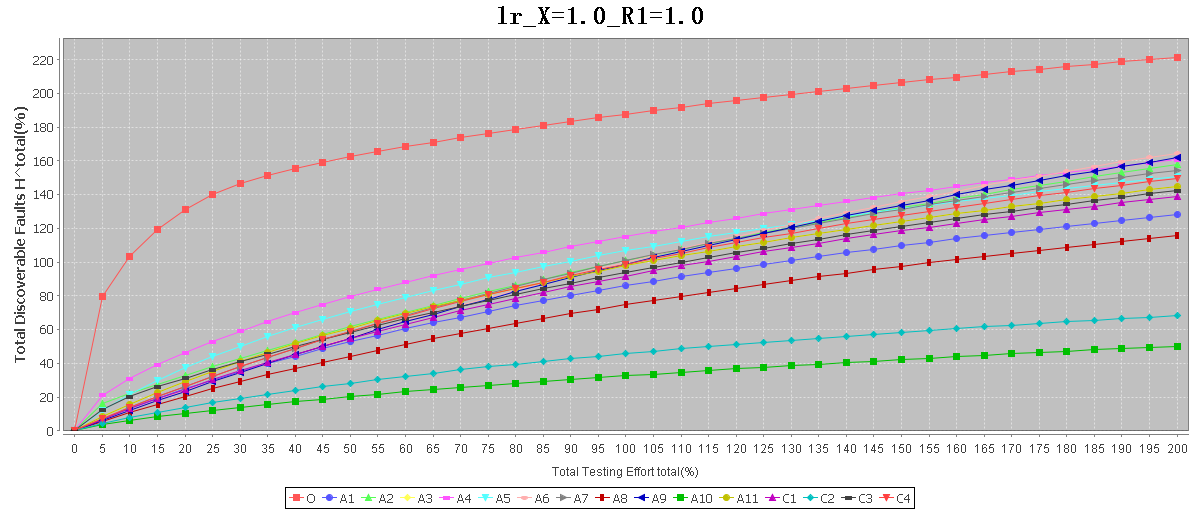 lr_X=1.0_R1=1.0
Total Discoverable Faults H^total(%)
220
200
180
160
140
120
100
80
60
40
20
0
0 5 10 15 20 25 30 35 40 45 50 55 60 65 70 75 80 85 90 95 100 105 110 115 120 125 130 135 140 145 150 155 160 165 170 175 180 185 190 195 200
Total Testing Effort total(%)
O A1 A2 A3 A4 A5 A6 A7 A8 A9 A10 A11 C1 C2 C3 C4